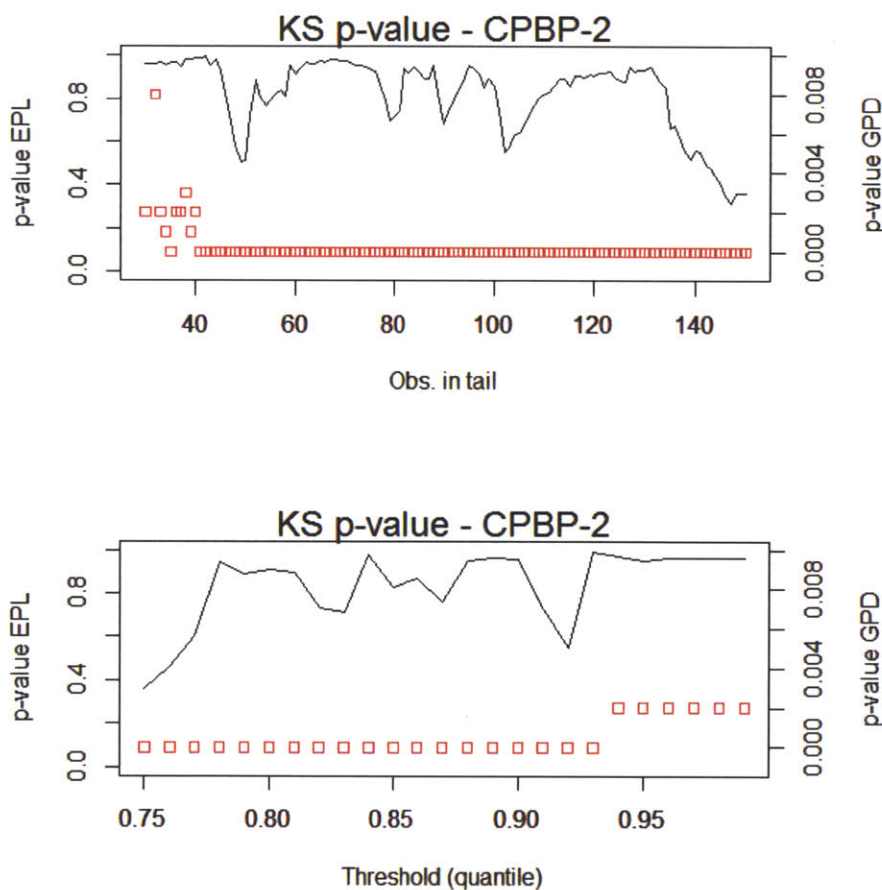 KS p-value - CPBP-2
p-value EPL
0.0 0.4 0.8
p-value GPD
0.000 0.004 0.008
40 60 80 100 120 140
Obs. in tail
KS p-value - CPBP-2
p-value EPL
0.0 0.4 0.8
p-value GPD
0.000 0.004 0.008
0.75 0.80 0.85 0.90 0.95
Threshold (quantile)